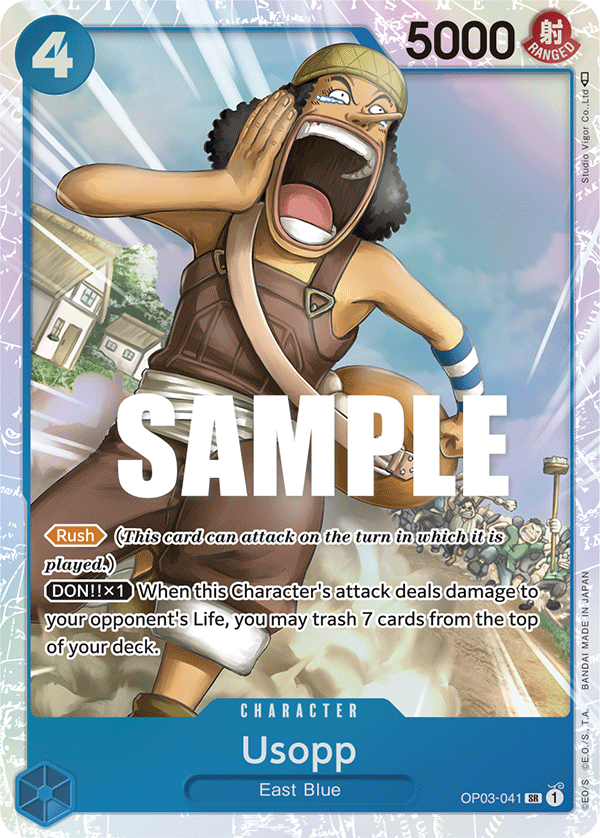 4
5000
射
RANGED
Studio Vigor Co.,Ltd
SAMPLE
Rush (This card can attack on the turn in which it is
played.)
DON!!×1 When this Character's attack deals damage to
your opponent's Life, you may trash 7 cards from the top
of your deck.
CHARACTER
Usopp
East Blue
OP03-041 SR 1
©E.O/S ©E.O./S., T.A. BANDAI MADE IN JAPAN